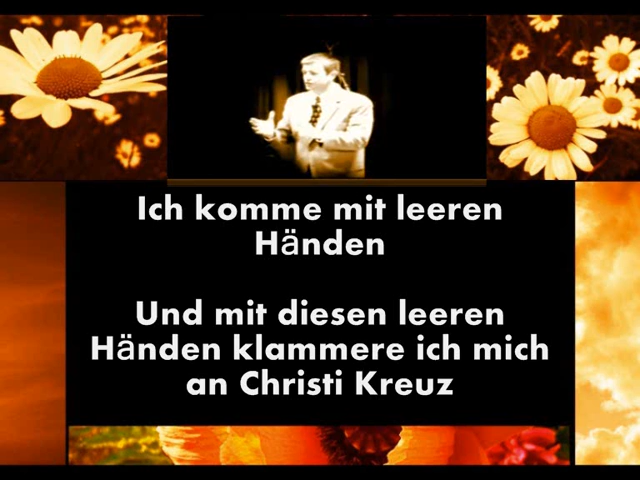 Ich komme mit leeren
Händen
Und mit diesen leeren
Händen klammere ich mich
an Christi Kreuz